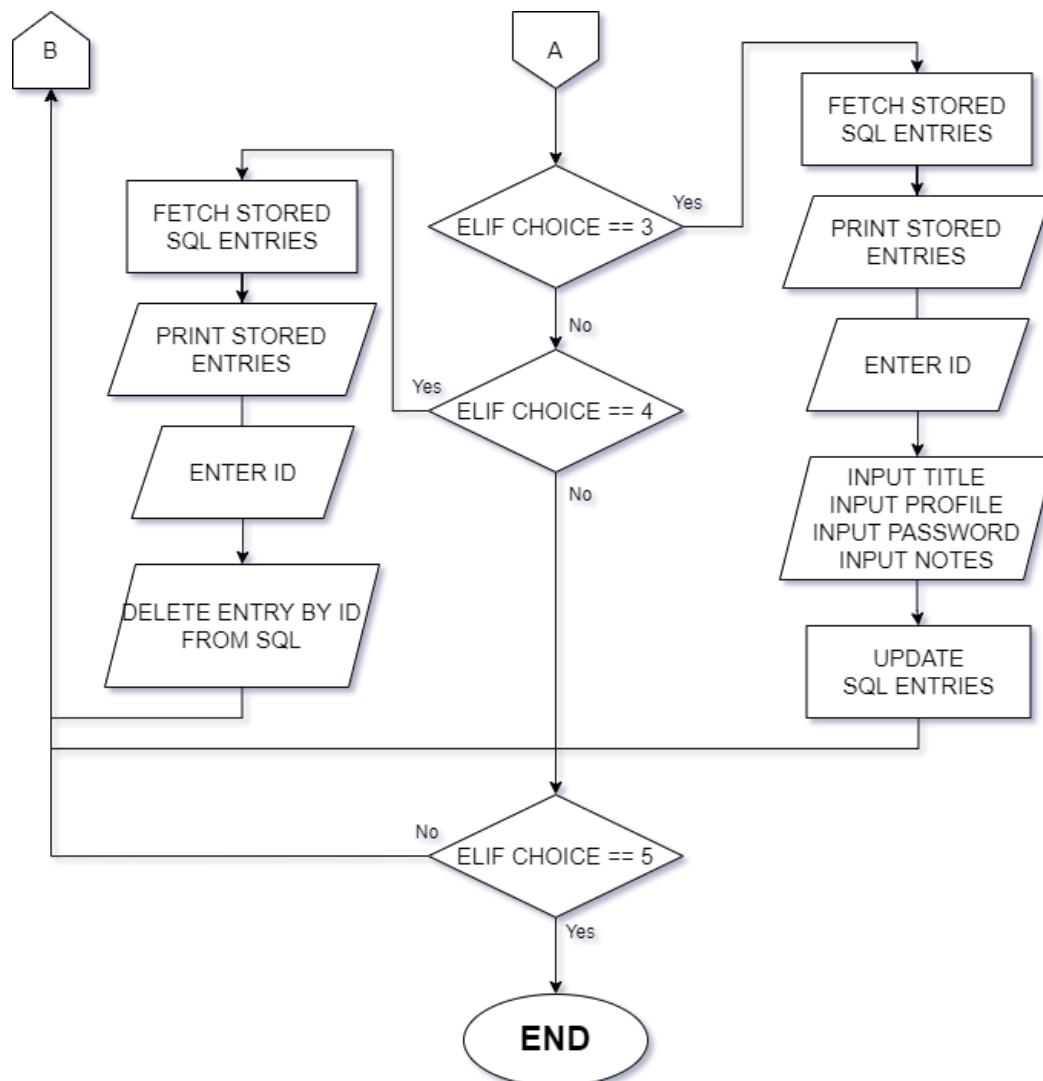 B
A
FETCH STORED
SQL ENTRIES
Yes
ELIF CHOICE == 3
FETCH STORED
SQL ENTRIES
PRINT STORED
ENTRIES
No
PRINT STORED
ENTRIES
Yes
ELIF CHOICE == 4
ENTER ID
ENTER ID
No
INPUT TITLE
INPUT PROFILE
INPUT PASSWORD
INPUT NOTES
DELETE ENTRY BY ID
FROM SQL
UPDATE
SQL ENTRIES
No
ELIF CHOICE == 5
Yes
END